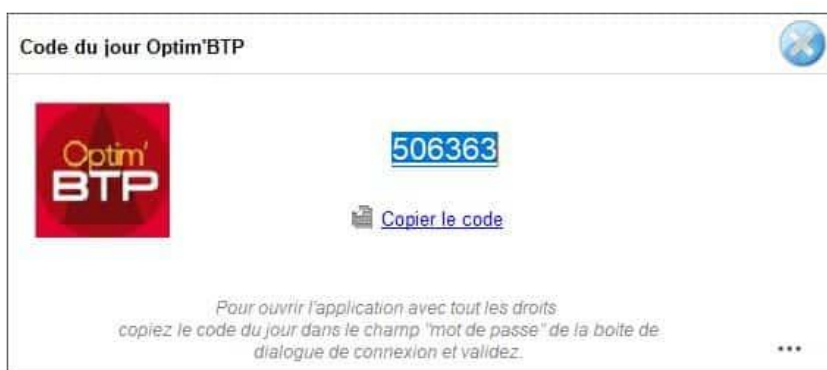 Code du jour Optim'BTP
Optim'
BTP
506363
Copier le code
Pour ouvrir l'application avec tout les droits
copiez le code du jour dans le champ "mot de passe" de la boite de
dialogue de connexion et validez.